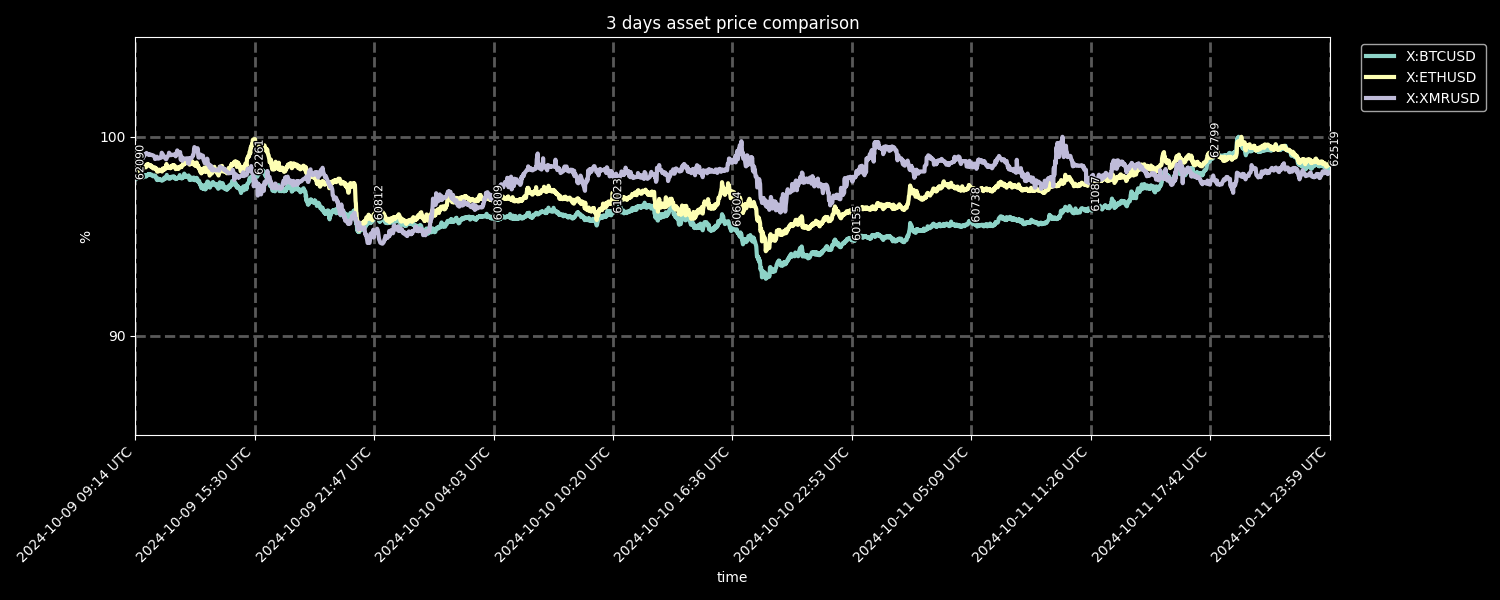 3 days asset price comparison
X:BTCUSD
X:ETHUSD
X:XMRUSD
100
90
%
62090
62261
60812
60809
61023
60604
60155
60738
61087
62799
62519
2024-10-09 09:14 UTC
2024-10-09 15:30 UTC
2024-10-09 21:47 UTC
2024-10-10 04:03 UTC
2024-10-10 10:20 UTC
2024-10-10 16:36 UTC
2024-10-10 22:53 UTC
2024-10-11 05:09 UTC
2024-10-11 11:26 UTC
2024-10-11 17:42 UTC
2024-10-11 23:59 UTC
time